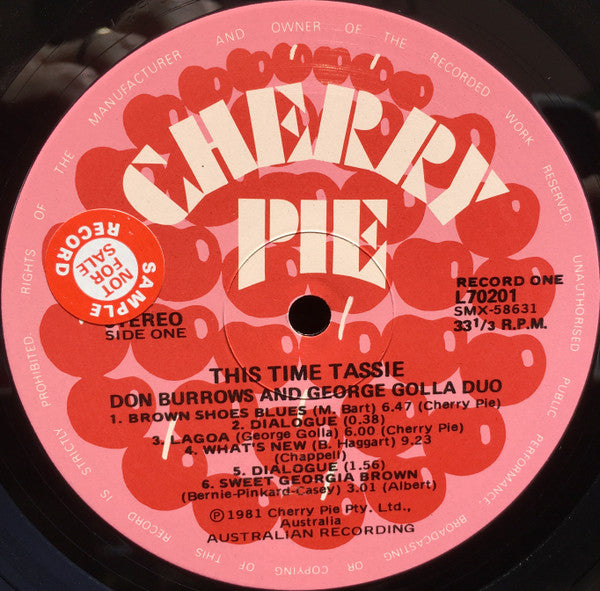 RIGHTS OF THE MANUFACTURER AND OWNER OF THE RECORDED WORK RESERVED. UNAUTHORISED PUBLIC PERFORMANCE, BROADCASTING OR COPYING OF THIS RECORD IS STRICTLY PROHIBITED.
CHERRY
PIE
SAMPLE
NOT
FOR
SALE
RECORD
STEREO
SIDE ONE
RECORD ONE
L70201
SMX-58631
33 1/3 R.P.M.
THIS TIME TASSIE
DON BURROWS AND GEORGE GOLLA DUO
1. BROWN SHOES BLUES (M. Bart) 6.47 (Cherry Pie)
2. DIALOGUE (0.38)
3. LAGOA (George Golla) 6.00 (Cherry Pie)
4. WHAT'S NEW (B. Haggart) 9.23
(Chappell)
5. DIALOGUE (1.56)
6. SWEET GEORGIA BROWN
(Bernie-Pinkard-Casey) 3.01 (Albert)
℗ 1981 Cherry Pie Pty. Ltd.,
Australia
AUSTRALIAN RECORDING